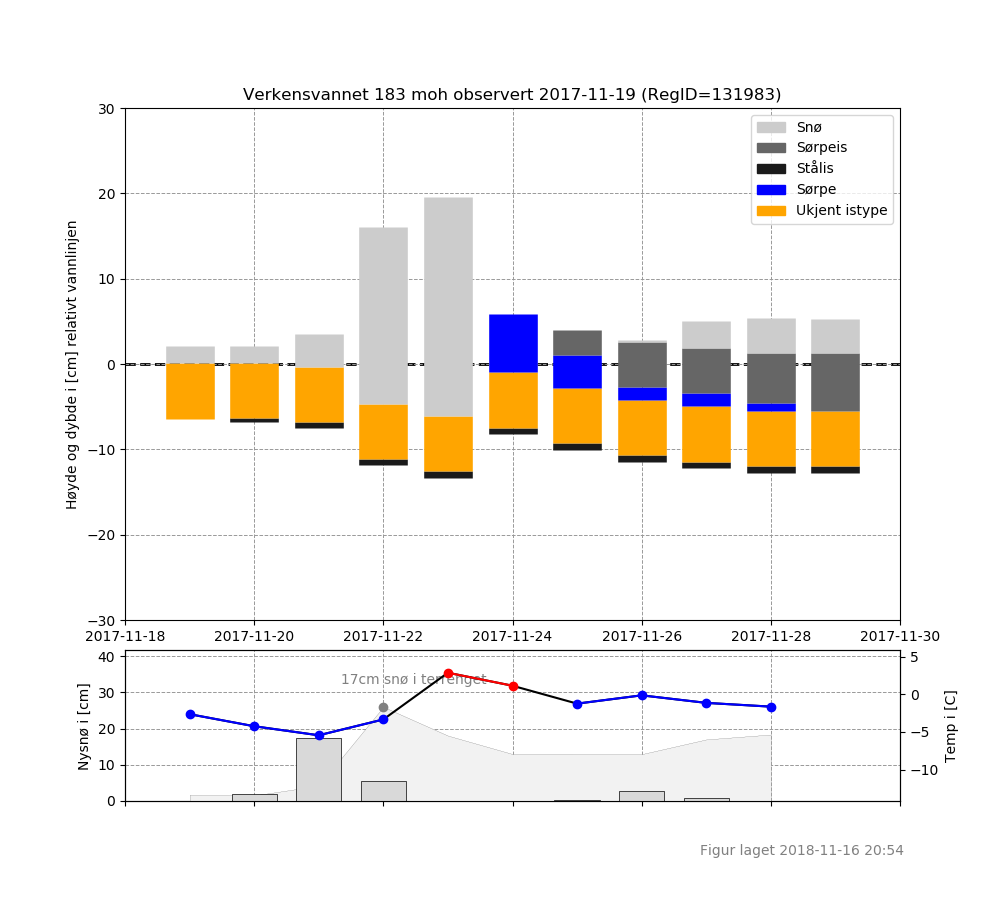 Verkensvannet 183 moh observert 2017-11-19 (RegID=131983)
Høyde og dybde i [cm] relativt vannlinjen
30
20
10
0
−10
−20
−30
Snø
Sørpeis
Stålis
Sørpe
Ukjent istype
2017-11-18 2017-11-20 2017-11-22 2017-11-24 2017-11-26 2017-11-28 2017-11-30
Nysnø i [cm]
40
30
20
10
0
17cm snø i terrenget
5
0
−5
−10
Temp i [C]
Figur laget 2018-11-16 20:54